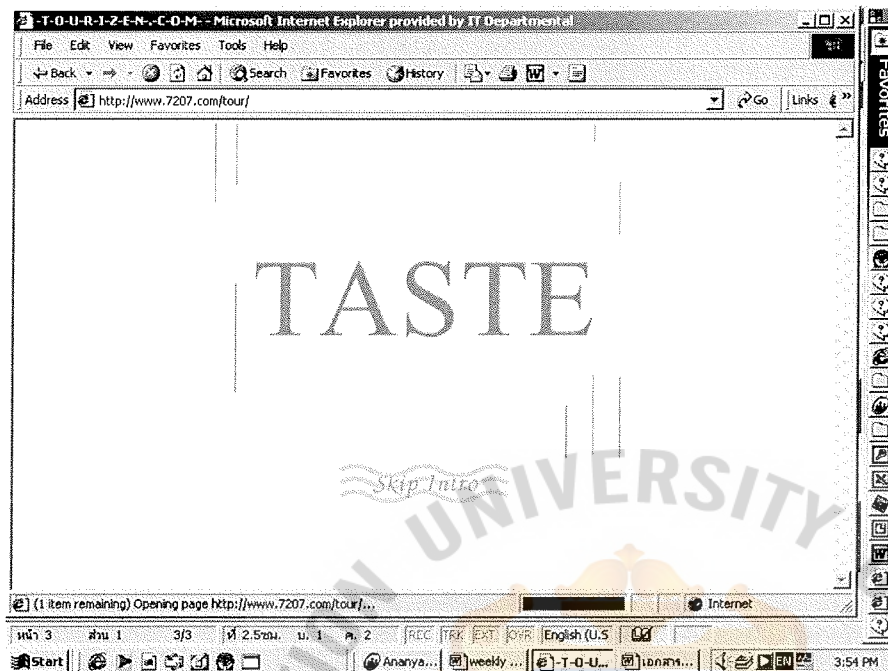 -T-O-U-R-I-Z-E-N-.-C-O-M- - Microsoft Internet Explorer provided by IT Departmental
File Edit View Favorites Tools Help
Back Search Favorites History
Address http://www.7207.com/tour/ Go Links
Favorites
TASTE
Skip Intro
UNIVERSITY
(1 item remaining) Opening page http://www.7207.com/tour/... Internet
หน้า 3 ส่วน 1 3/3 ที่ 2.5ซม. บ. 1 ค. 2 REC TRK EXT OVR English (U.S
Start Ananya... weekly ... -T-O-U... เอกสาร... EN 3:54 PM